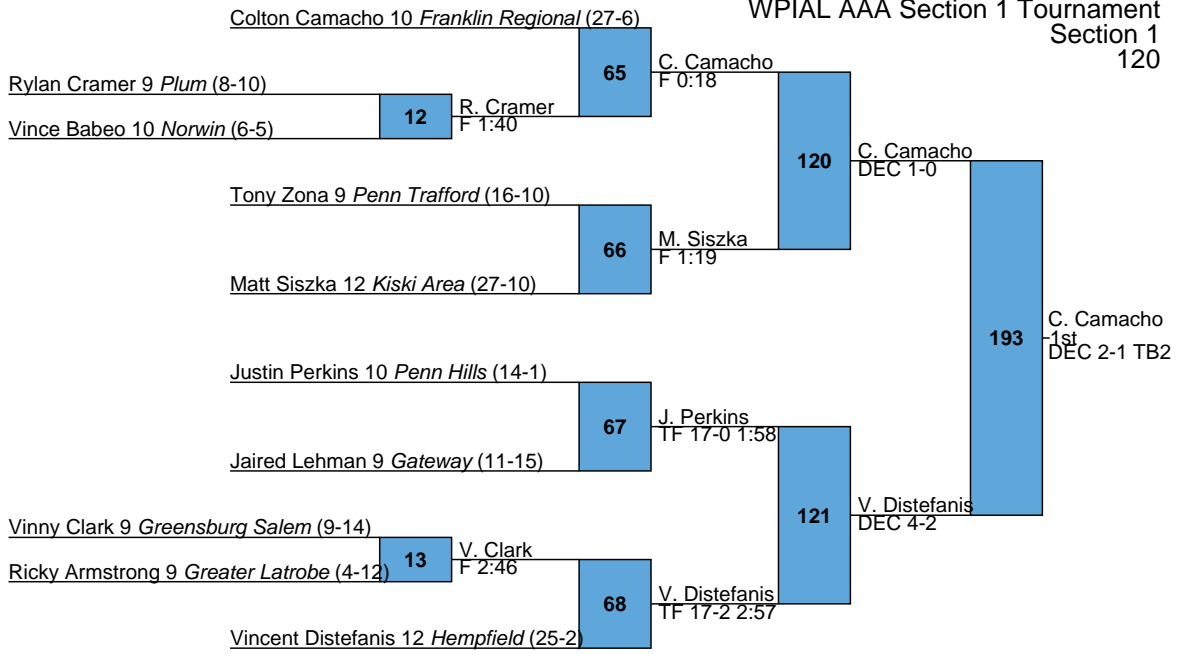 WPIAL AAA Section 1 Tournament
Section 1
120
Colton Camacho 10 Franklin Regional (27-6)
65
C. Camacho
F 0:18
Rylan Cramer 9 Plum (8-10)
12
R. Cramer
F 1:40
Vince Babeo 10 Norwin (6-5)
120
C. Camacho
DEC 1-0
Tony Zona 9 Penn Trafford (16-10)
66
M. Siszka
F 1:19
Matt Siszka 12 Kiski Area (27-10)
193
C. Camacho
1st
DEC 2-1 TB2
Justin Perkins 10 Penn Hills (14-1)
67
J. Perkins
TF 17-0 1:58
Jaired Lehman 9 Gateway (11-15)
121
V. Distefanis
DEC 4-2
Vinny Clark 9 Greensburg Salem (9-14)
13
V. Clark
F 2:46
Ricky Armstrong 9 Greater Latrobe (4-12)
68
V. Distefanis
TF 17-2 2:57
Vincent Distefanis 12 Hempfield (25-2)